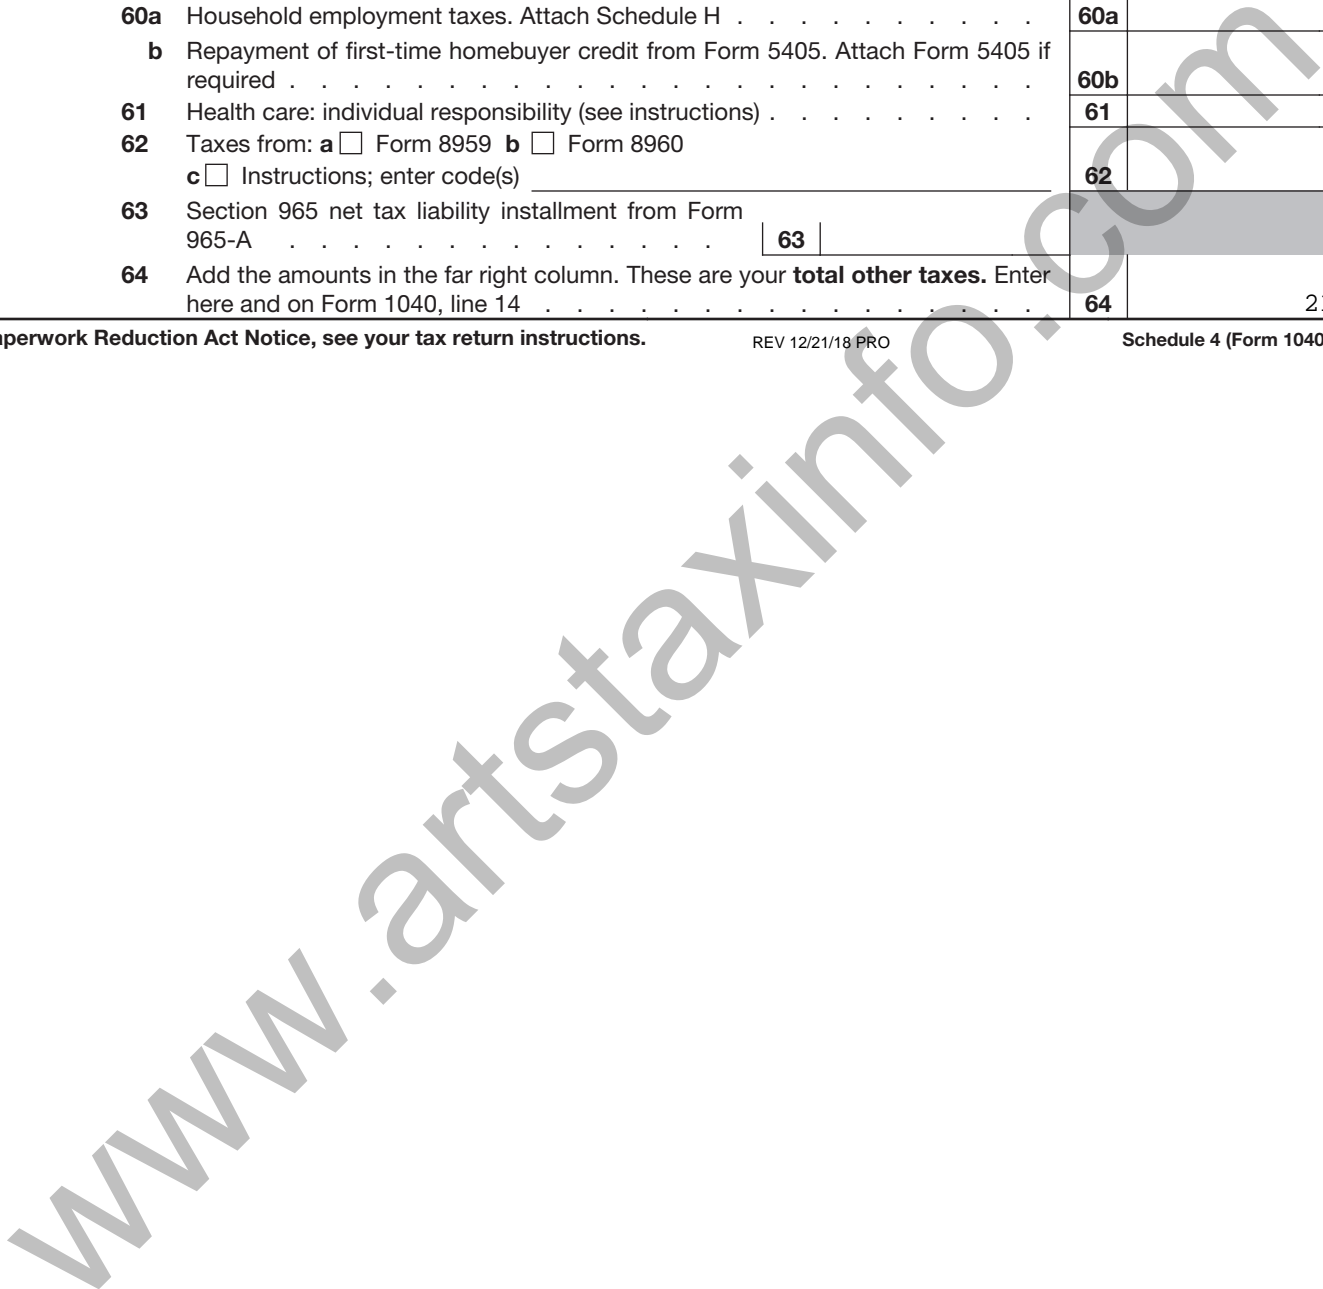 60a Household employment taxes. Attach Schedule H . . . . . . . . . . 60a
b Repayment of first-time homebuyer credit from Form 5405. Attach Form 5405 if
required . . . . . . . . . . . . . . . . . . . . . . . . 60b
61 Health care: individual responsibility (see instructions) . . . . . . . . . 61
62 Taxes from: a Form 8959 b Form 8960
c Instructions; enter code(s) 62
63 Section 965 net tax liability installment from Form
965-A . . . . . . . . . . . . . . 63
64 Add the amounts in the far right column. These are your total other taxes. Enter
here and on Form 1040, line 14 . . . . . . . . . . . . . . . . 64
Reduction Act Notice, see your tax return instructions. REV 12/21/18 PRO Schedule 4 (Form 1040
www.artstaxinfo.com